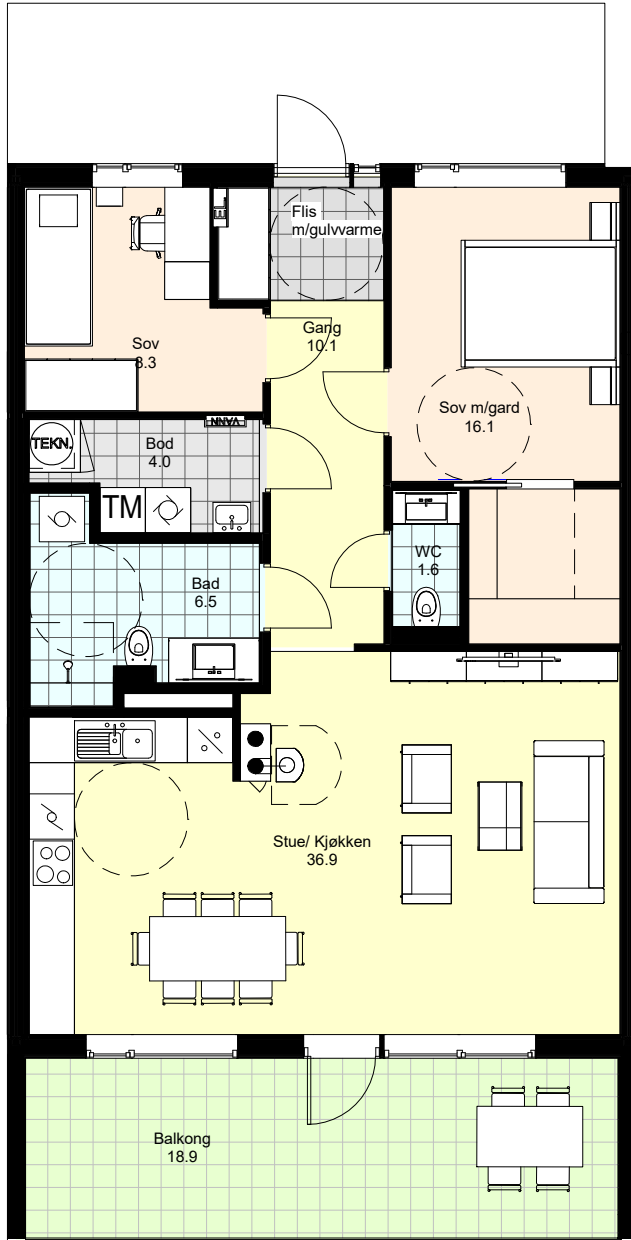 EL
Flis
m/gulvvarme
Gang
10.1
Sov
8.3
Sov m/gard
16.1
TEKN.
Bod
4.0
VANN
TM
WC
1.6
Bad
6.5
Stue/ Kjøkken
36.9
Balkong
18.9